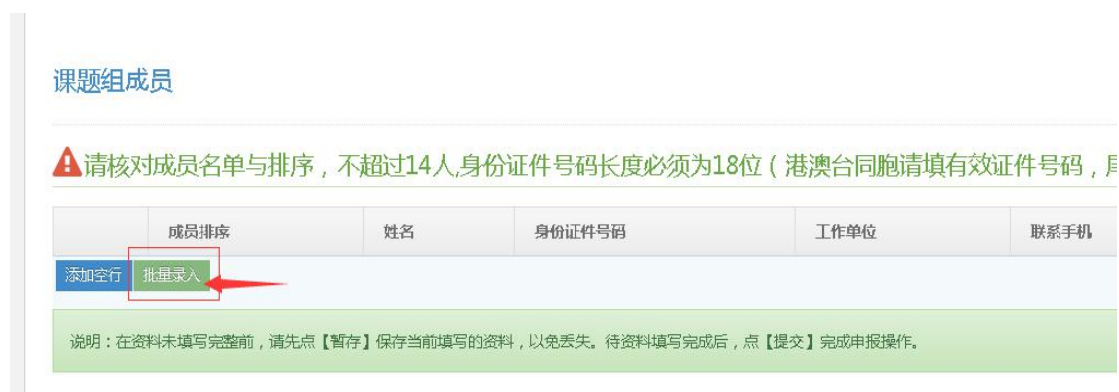 课题组成员
请核对成员名单与排序，不超过14人,身份证件号码长度必须为18位（港澳台同胞请填有效证件号码，
成员排序 姓名 身份证件号码 工作单位 联系手机
添加空行 批量录入
说明：在资料未填写完整前，请先点【暂存】保存当前填写的资料，以免丢失。待资料填写完成后，点【提交】完成申报操作。